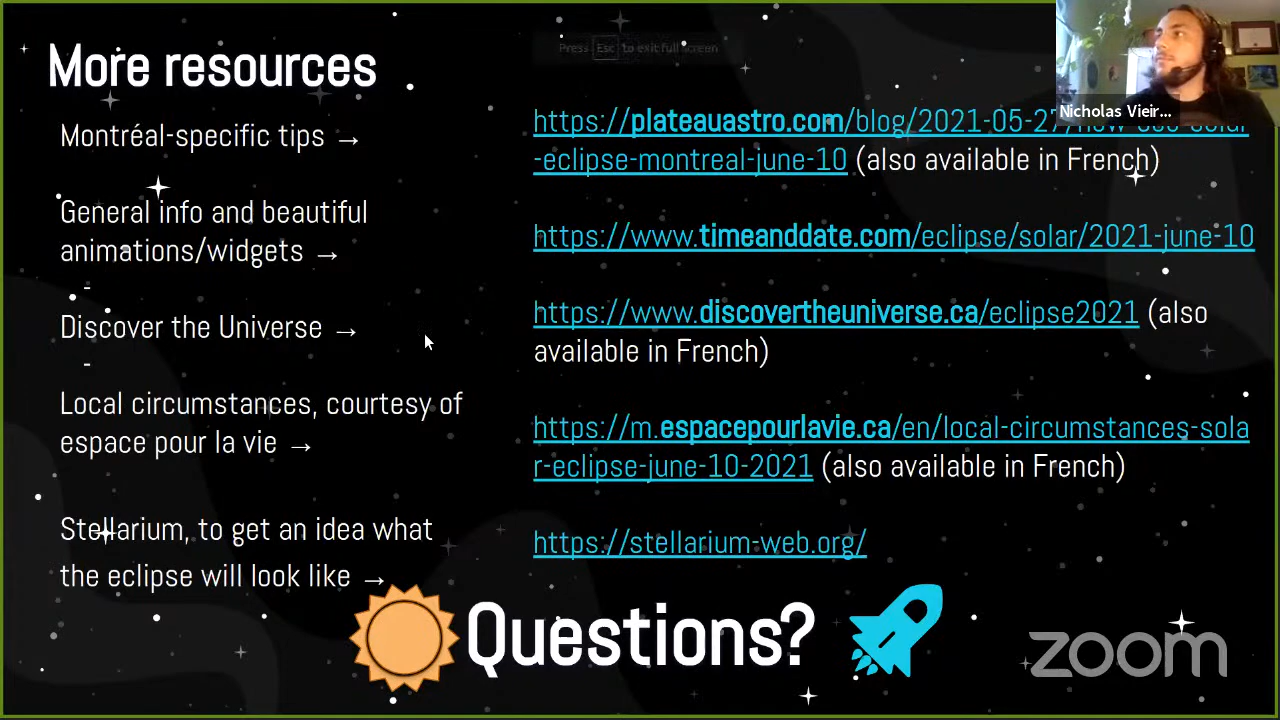 Press Esc to exit full screen
More resources
Nicholas Vieir...
Montréal-specific tips →
https://plateauastro.com/blog/2021-05-27/how-see-solar
-eclipse-montreal-june-10 (also available in French)
General info and beautiful
animations/widgets →
-
https://www.timeanddate.com/eclipse/solar/2021-june-10
Discover the Universe →
-
https://www.discovertheuniverse.ca/eclipse2021 (also
available in French)
Local circumstances, courtesy of
espace pour la vie →
https://m.espacepourlavie.ca/en/local-circumstances-sola
r-eclipse-june-10-2021 (also available in French)
Stellarium, to get an idea what
the eclipse will look like →
https://stellarium-web.org/
Questions?
zoom